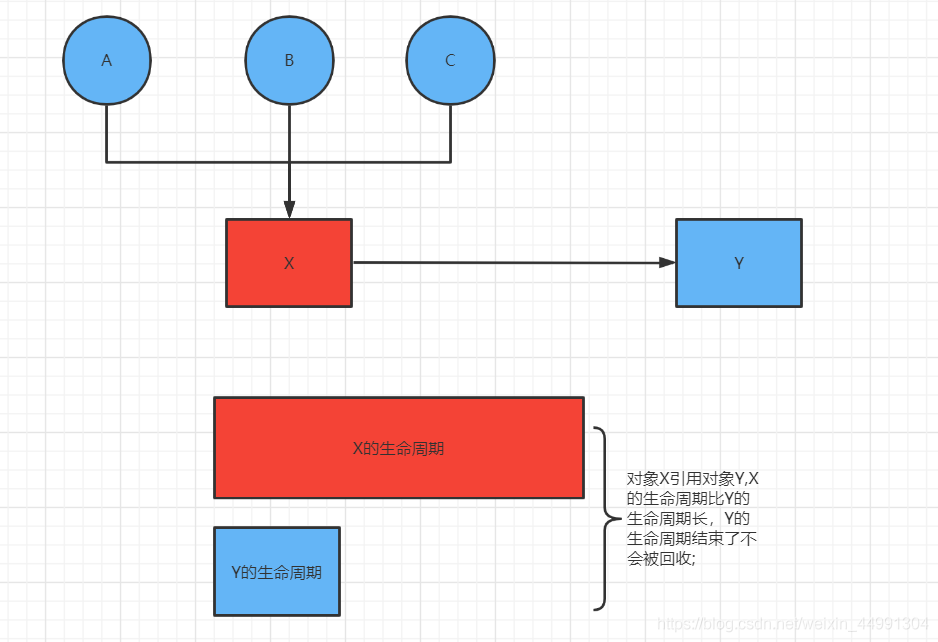 A
B
C
X
Y
X的生命周期
Y的生命周期
对象X引用对象Y,X
的生命周期比Y的
生命周期长，Y的
生命周期结束了不
会被回收;
https://blog.csdn.net/weixin_44991304